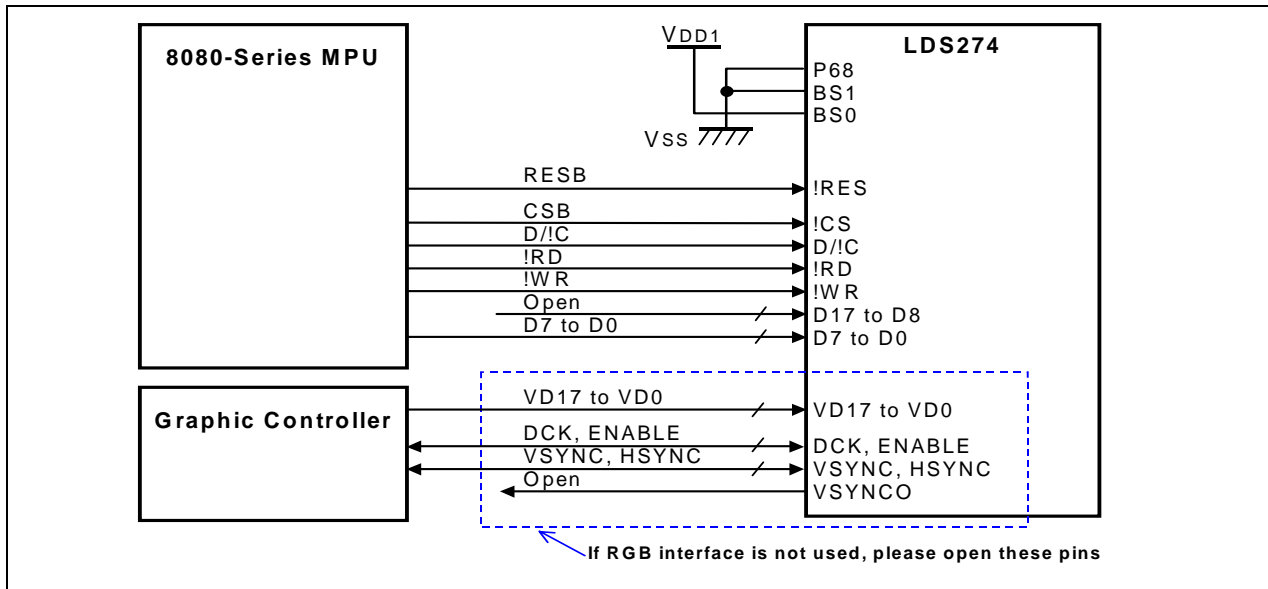 8080-Series MPU
VDD1
LDS274
P68
BS1
BS0
VSS
RESB
!RES
CSB
!CS
D/!C
D/!C
!RD
!RD
!WR
!WR
Open
D17 to D8
D7 to D0
D7 to D0
Graphic Controller
VD17 to VD0
VD17 to VD0
DCK, ENABLE
DCK, ENABLE
VSYNC, HSYNC
VSYNC, HSYNC
Open
VSYNCO
If RGB interface is not used, please open these pins